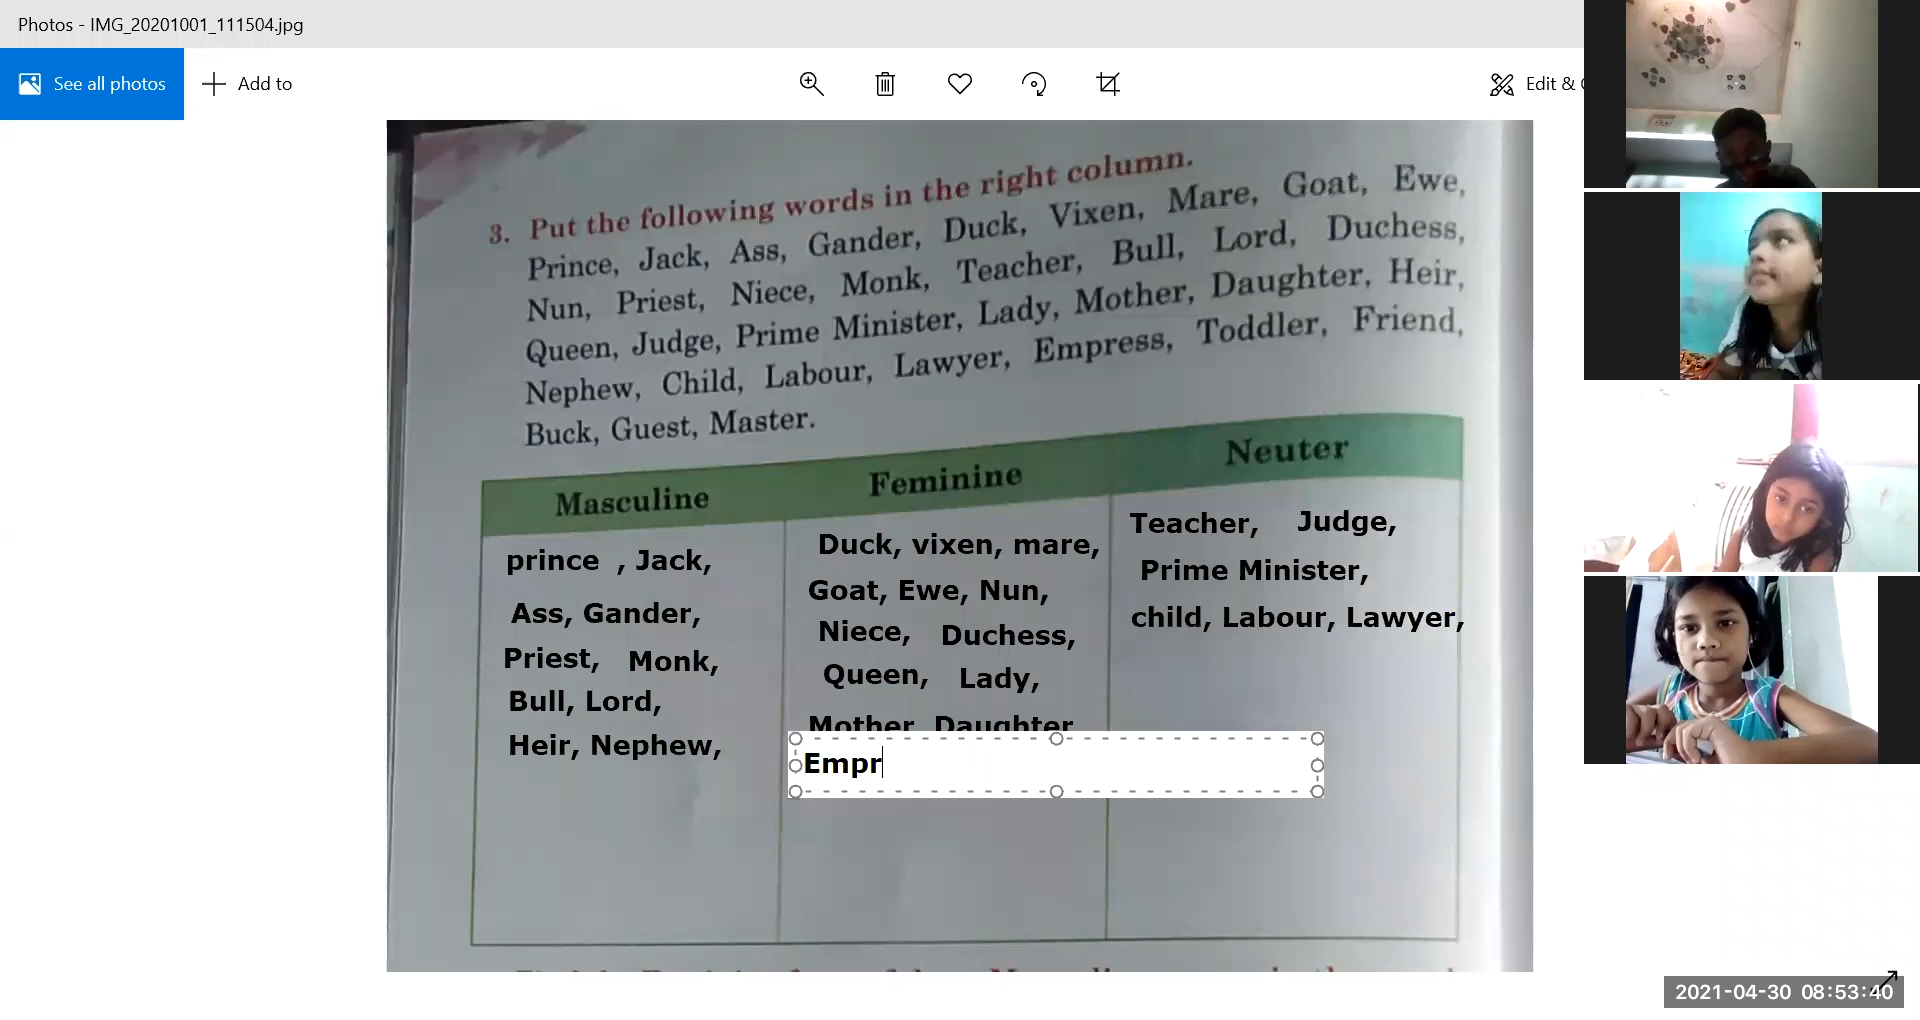 Photos - IMG_20201001_111504.jpg
See all photos
Add to
Edit &
3. Put the following words in the right column.
Prince, Jack, Ass, Gander, Duck, Vixen, Mare, Goat, Ewe,
Nun, Priest, Niece, Monk, Teacher, Bull, Lord, Duchess,
Queen, Judge, Prime Minister, Lady, Mother, Daughter, Heir,
Nephew, Child, Labour, Lawyer, Empress, Toddler, Friend,
Buck, Guest, Master.
Masculine
prince , Jack,
Ass, Gander,
Priest, Monk,
Bull, Lord,
Heir, Nephew,
Feminine
Duck, vixen, mare,
Goat, Ewe, Nun,
Niece, Duchess,
Queen, Lady,
Mother, Daughter
Empr
Neuter
Teacher, Judge,
Prime Minister,
child, Labour, Lawyer,
2021-04-30 08:53:40